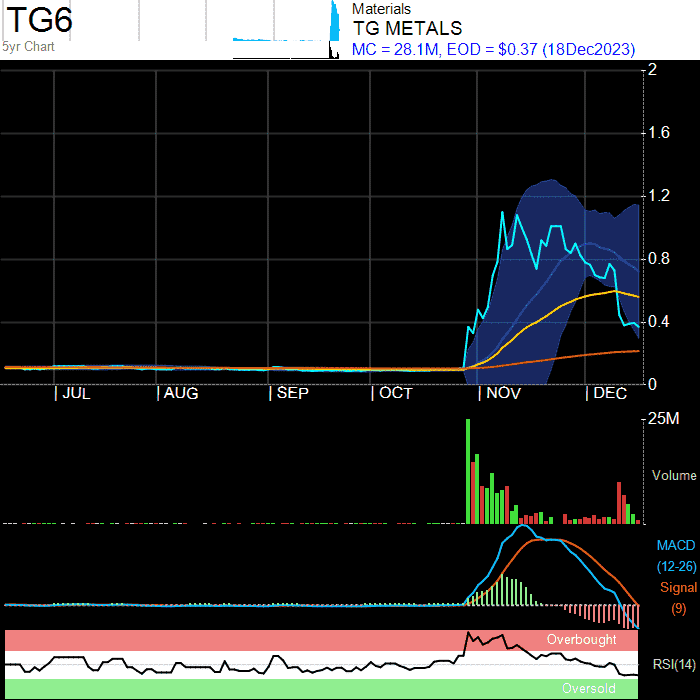 TG6
5yr Chart
Materials
TG METALS
MC = 28.1M, EOD = $0.37 (18Dec2023)
2
1.6
1.2
0.8
0.4
0
| JUL | AUG | SEP | OCT | NOV | DEC
25M
Volume
MACD
(12-26)
Signal
(9)
Overbought
RSI(14)
Oversold